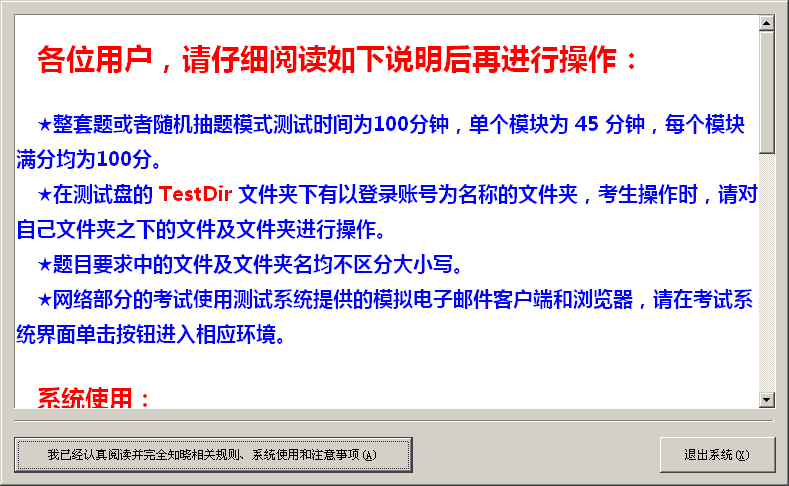 各位用户，请仔细阅读如下说明后再进行操作：
★整套题或者随机抽题模式测试时间为100分钟，单个模块为 45 分钟，每个模块
满分均为100分。
★在测试盘的 TestDir 文件夹下有以登录账号为名称的文件夹，考生操作时，请对
自己文件夹之下的文件及文件夹进行操作。
★题目要求中的文件及文件夹名均不区分大小写。
★网络部分的考试使用测试系统提供的模拟电子邮件客户端和浏览器，请在考试系
统界面单击按钮进入相应环境。
系统使用：
我已经认真阅读并完全知晓相关规则、系统使用和注意事项(A)
退出系统(X)